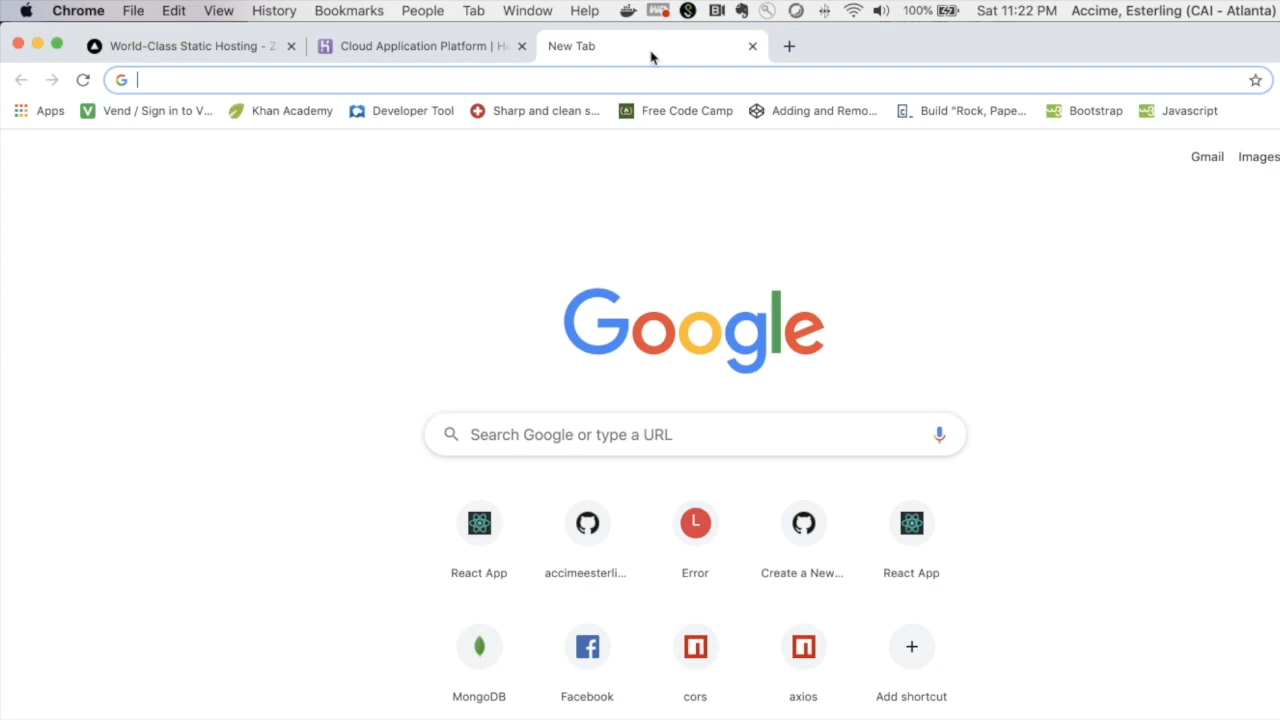 Chrome File Edit View History Bookmarks People Tab Window Help 100% Sat 11:22 PM Accime, Esterling (CAI - Atlanta)
World-Class Static Hosting - Z Cloud Application Platform | He New Tab
Apps Vend / Sign in to V... Khan Academy Developer Tool Sharp and clean s... Free Code Camp Adding and Remo... Build "Rock, Pape... Bootstrap Javascript
Gmail Images
Google
Search Google or type a URL
L
React App accimeesterli... Error Create a New... React App
MongoDB Facebook cors axios Add shortcut